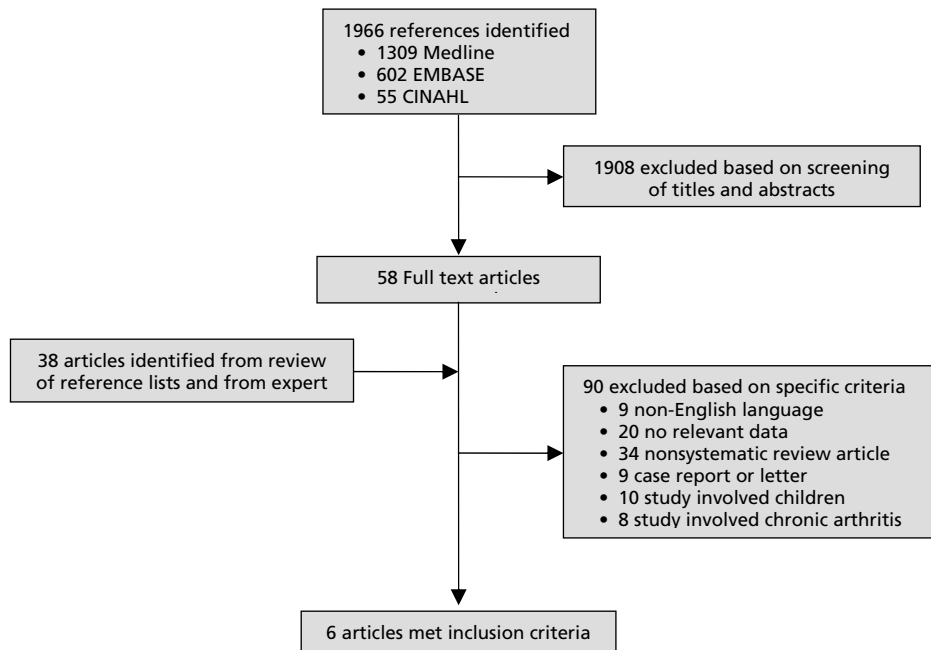 1966 references identified
• 1309 Medline
• 602 EMBASE
• 55 CINAHL
1908 excluded based on screening
of titles and abstracts
58 Full text articles
38 articles identified from review
of reference lists and from expert
90 excluded based on specific criteria
• 9 non-English language
• 20 no relevant data
• 34 nonsystematic review article
• 9 case report or letter
• 10 study involved children
• 8 study involved chronic arthritis
6 articles met inclusion criteria